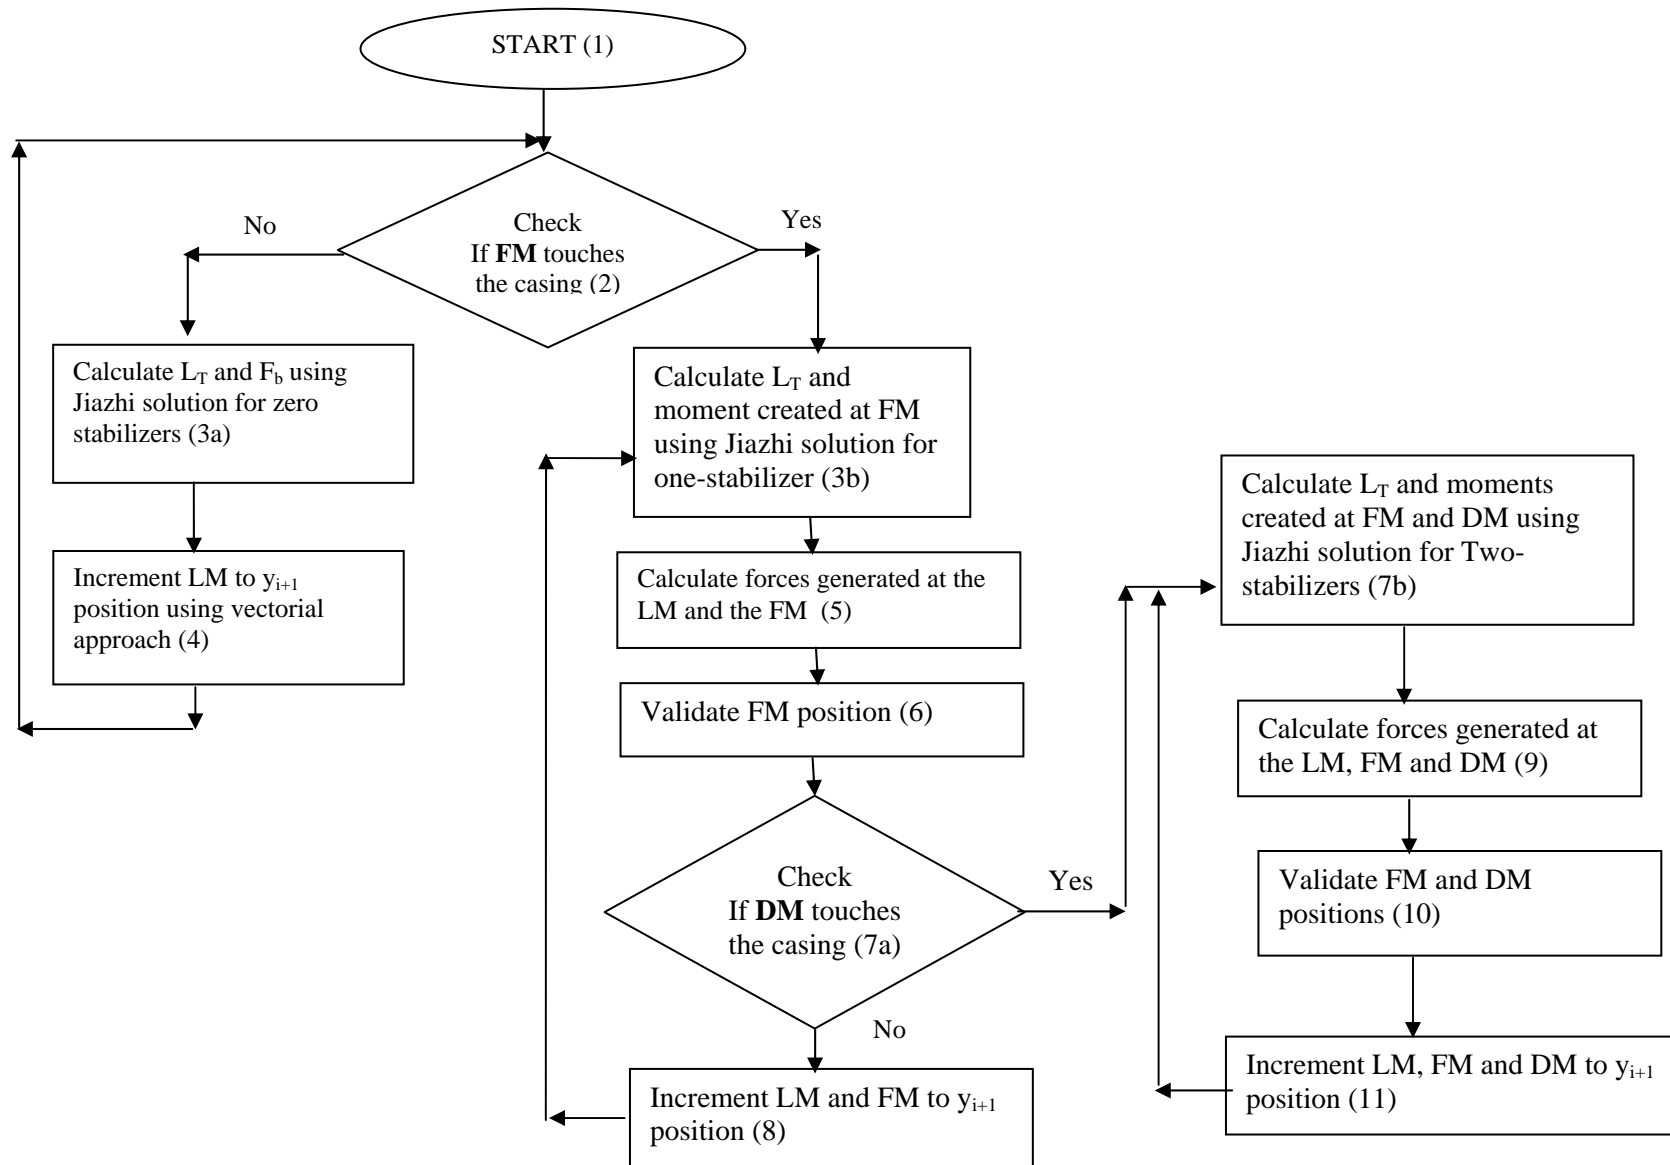 START (1)
No
Yes
Check
If FM touches
the casing (2)
Calculate L_T and F_b using
Jiazhi solution for zero
stabilizers (3a)
Increment LM to y_{i+1}
position using vectorial
approach (4)
Calculate L_T and
moment created at FM
using Jiazhi solution for
one-stabilizer (3b)
Calculate forces generated at the
LM and the FM (5)
Validate FM position (6)
Check
If DM touches
the casing (7a)
Yes
No
Increment LM and FM to y_{i+1}
position (8)
Calculate L_T and moments
created at FM and DM using
Jiazhi solution for Two-
stabilizers (7b)
Calculate forces generated at
the LM, FM and DM (9)
Validate FM and DM
positions (10)
Increment LM, FM and DM to y_{i+1}
position (11)